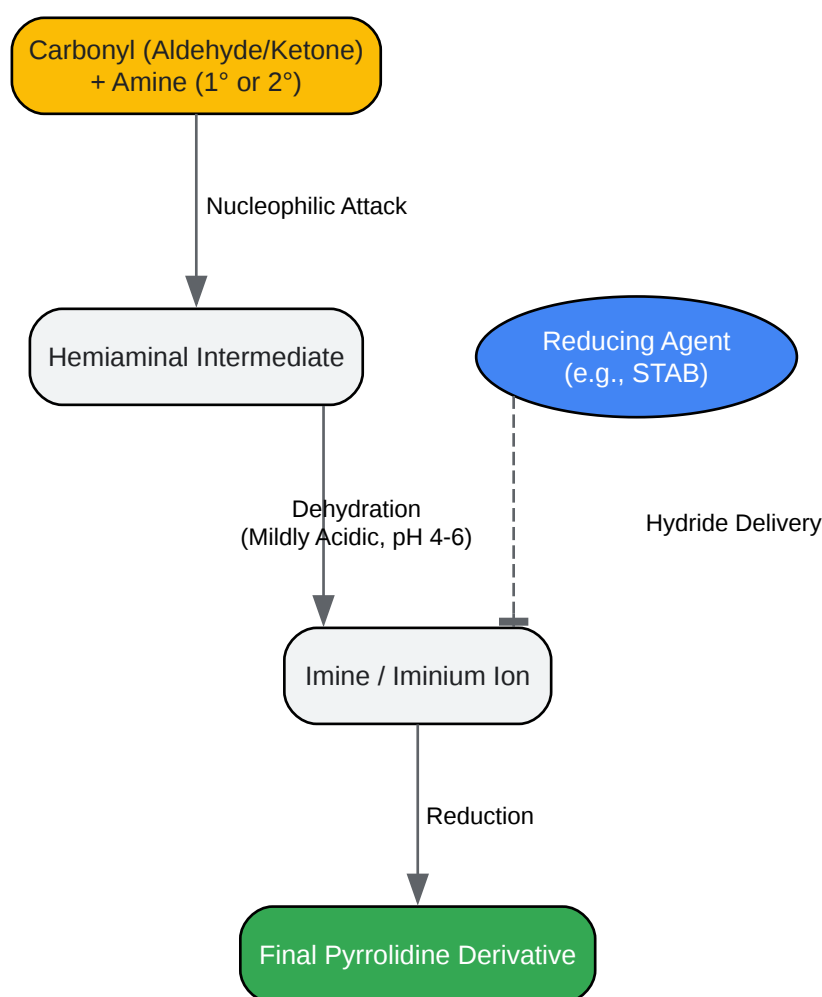 Carbonyl (Aldehyde/Ketone)
+ Amine (1° or 2°)
Nucleophilic Attack
Hemiaminal Intermediate
Reducing Agent
(e.g., STAB)
Dehydration
(Mildly Acidic, pH 4-6)
Hydride Delivery
Imine / Iminium Ion
Reduction
Final Pyrrolidine Derivative